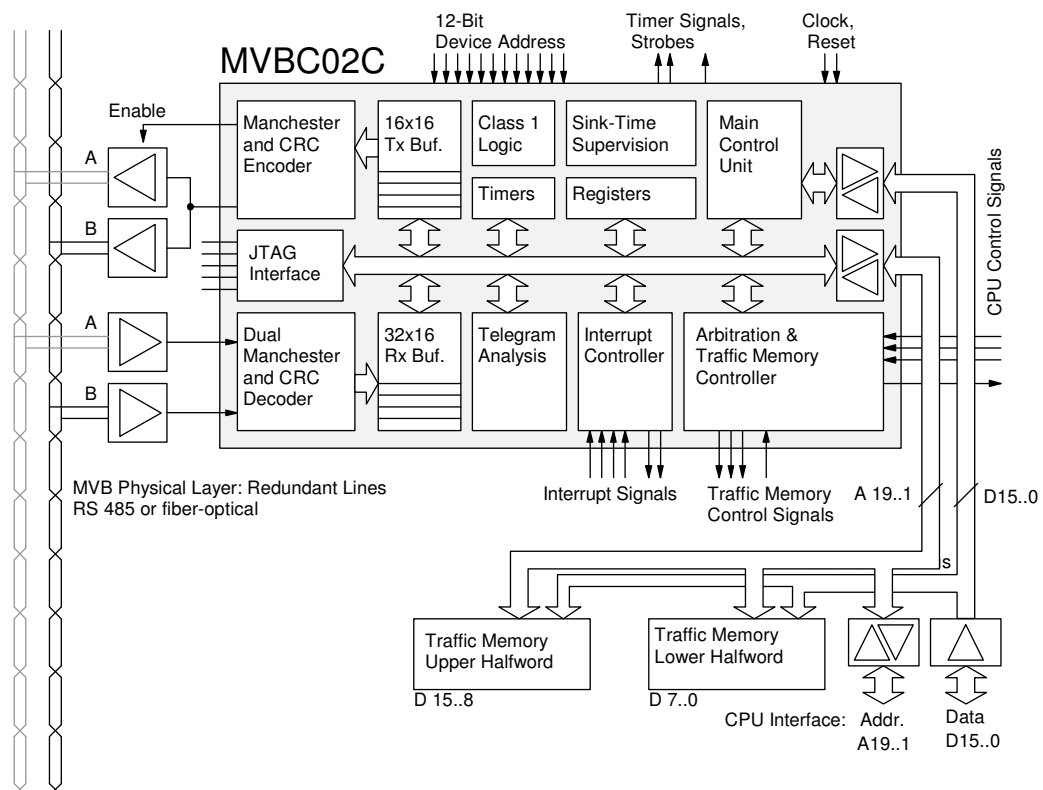 12-Bit
Device Address
Timer Signals,
Strobes
Clock,
Reset
MVBC02C
Enable
A
B
A
B
Manchester
and CRC
Encoder
16x16
Tx Buf.
Class 1
Logic
Sink-Time
Supervision
Main
Control
Unit
Timers
Registers
CPU Control Signals
JTAG
Interface
Dual
Manchester
and CRC
Decoder
32x16
Rx Buf.
Telegram
Analysis
Interrupt
Controller
Arbitration &
Traffic Memory
Controller
MVB Physical Layer: Redundant Lines
RS 485 or fiber-optical
Interrupt Signals
Traffic Memory
Control Signals
A 19..1
D15..0
s
Traffic Memory
Upper Halfword
D 15..8
Traffic Memory
Lower Halfword
D 7..0
CPU Interface:
Addr.
A19..1
Data
D15..0